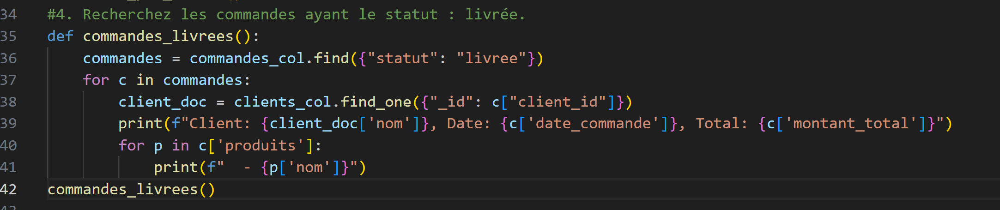 34 #4. Recherchez les commandes ayant le statut : livrée.
35 def commandes_livrees():
36     commandes = commandes_col.find({"statut": "livree"})
37     for c in commandes:
38         client_doc = clients_col.find_one({"_id": c["client_id"]})
39         print(f"Client: {client_doc['nom']}, Date: {c['date_commande']}, Total: {c['montant_total']}")
40         for p in c['produits']:
41             print(f"  - {p['nom']}")
42 commandes_livrees()